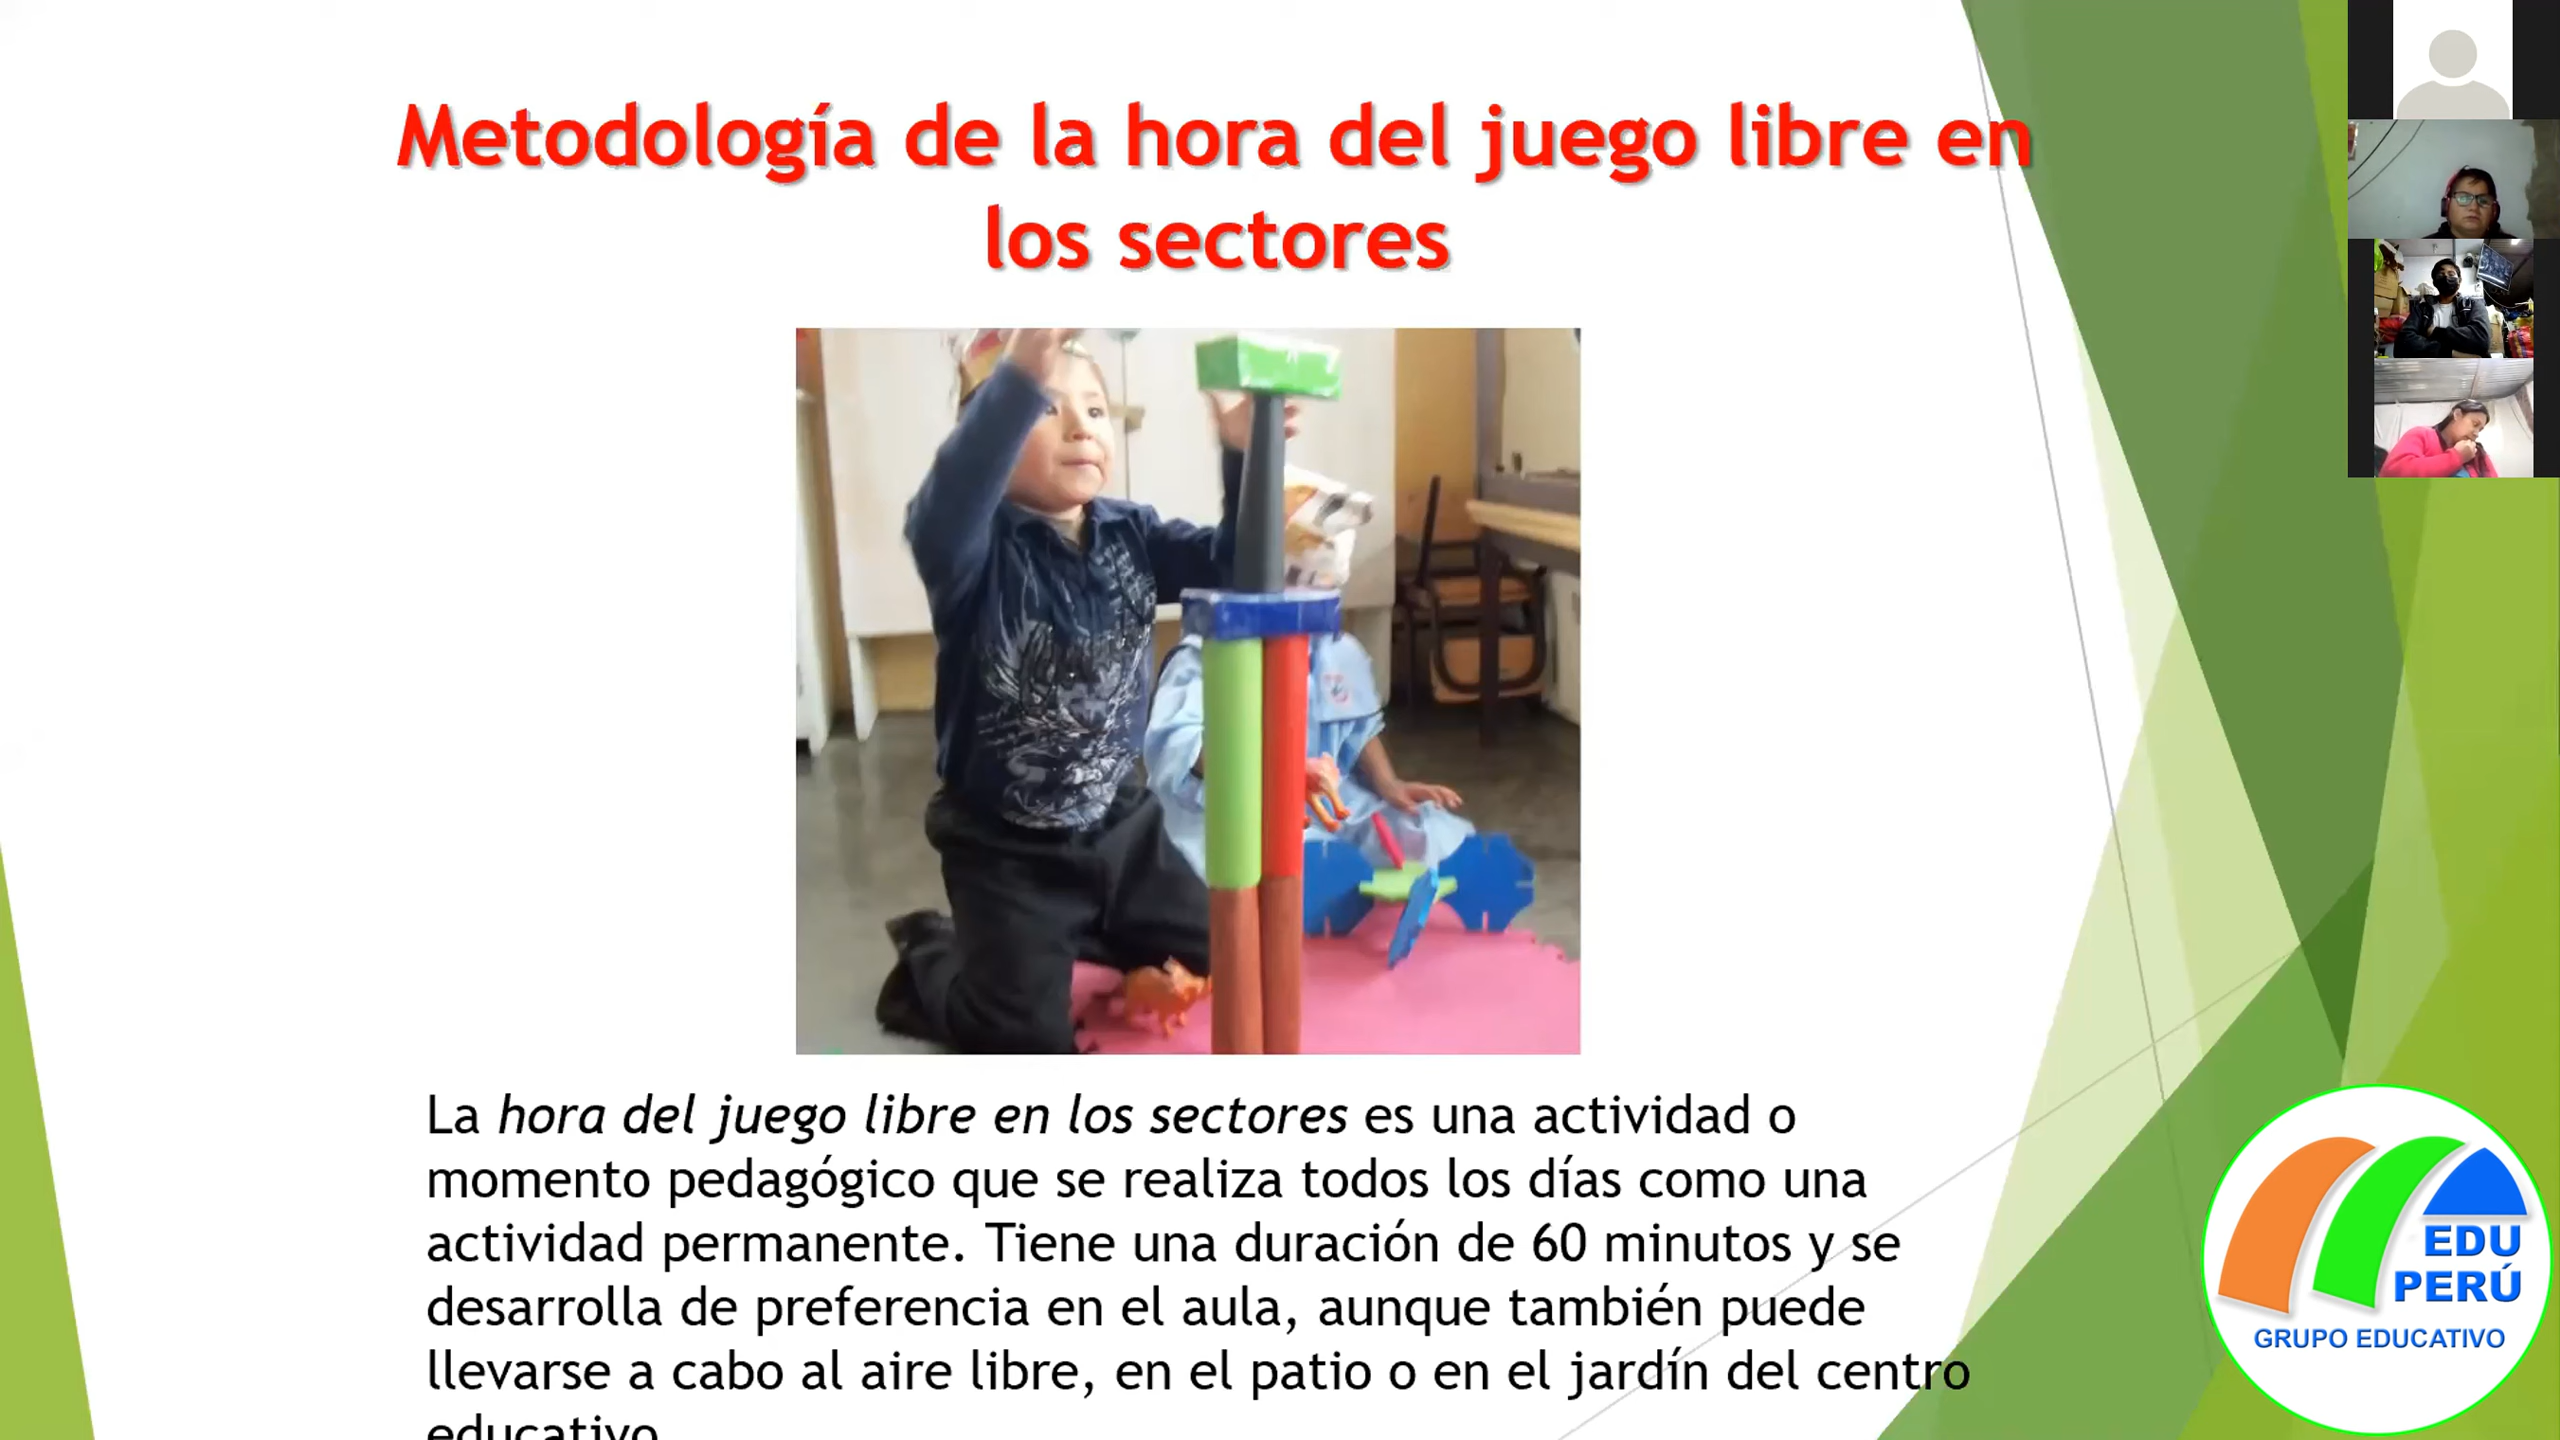 Metodología de la hora del juego libre en
los sectores
La hora del juego libre en los sectores es una actividad o
momento pedagógico que se realiza todos los días como una
actividad permanente. Tiene una duración de 60 minutos y se
desarrolla de preferencia en el aula, aunque también puede
llevarse a cabo al aire libre, en el patio o en el jardín del centro
educativo
EDU
PERÚ
GRUPO EDUCATIVO